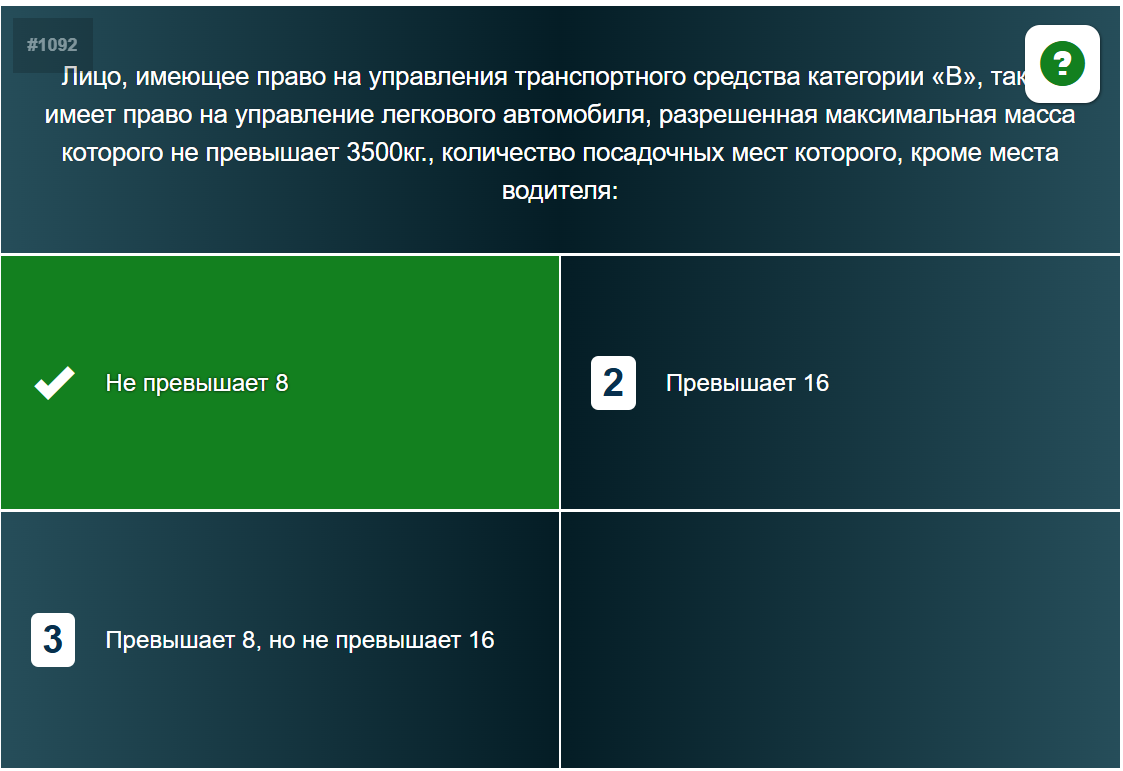 #1092
?
Лицо, имеющее право на управления транспортного средства категории «B», так
имеет право на управление легкового автомобиля, разрешенная максимальная масса
которого не превышает 3500кг., количество посадочных мест которого, кроме места
водителя:
Не превышает 8
2 Превышает 16
3 Превышает 8, но не превышает 16